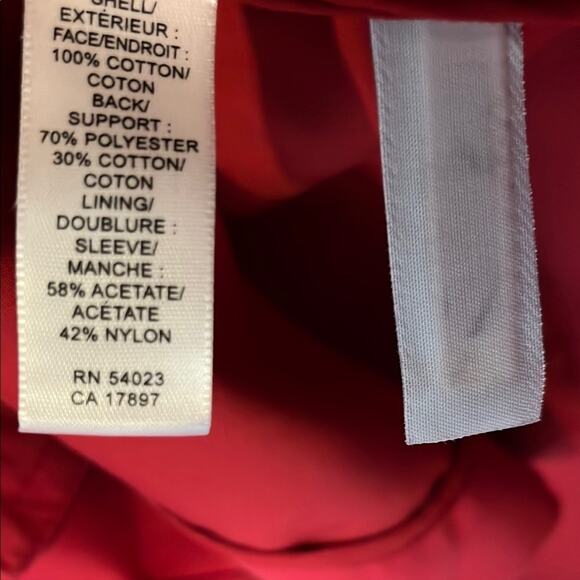 SHELL/
EXTÉRIEUR :
FACE/ENDROIT :
100% COTTON/
COTON
BACK/
SUPPORT :
70% POLYESTER
30% COTTON/
COTON
LINING/
DOUBLURE :
SLEEVE/
MANCHE :
58% ACETATE/
ACÉTATE
42% NYLON
RN 54023
CA 17897